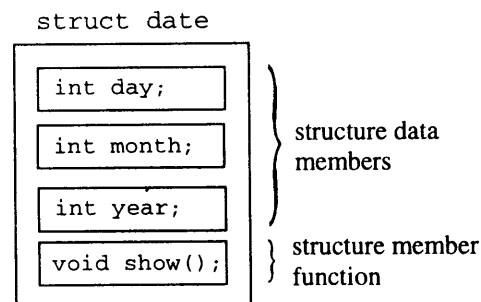 struct date
int day;
int month;
int year;
void show();
structure data
members
structure member
function